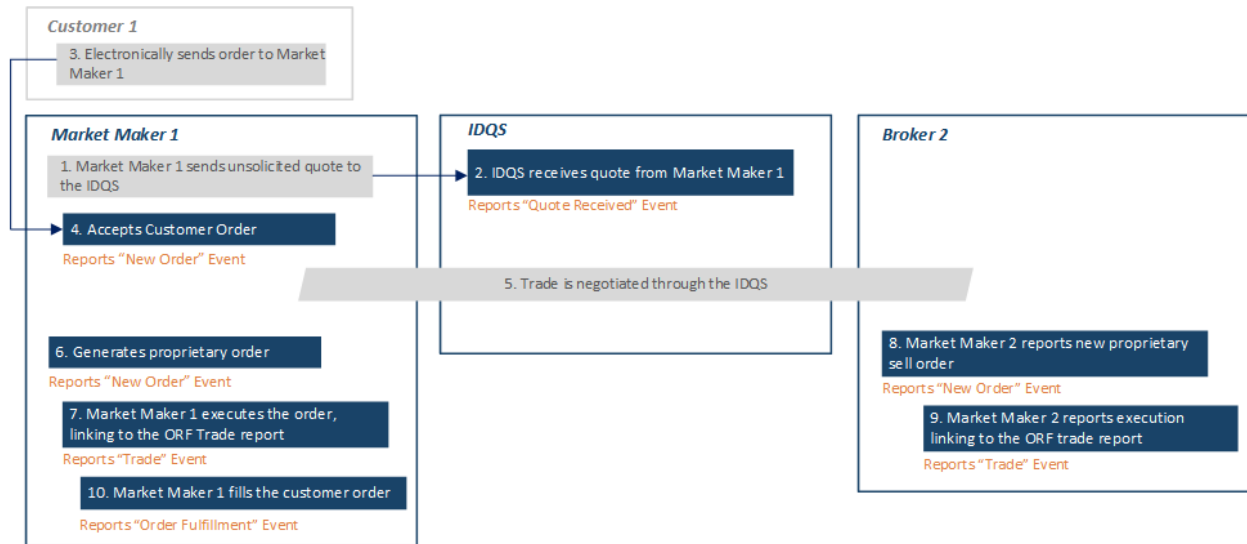 Customer 1
3. Electronically sends order to Market
Maker 1
Market Maker 1
1. Market Maker 1 sends unsolicited quote to
the IDQS
4. Accepts Customer Order
Reports “New Order” Event
IDQS
2. IDQS receives quote from Market Maker 1
Reports “Quote Received” Event
Broker 2
5. Trade is negotiated through the IDQS
6. Generates proprietary order
Reports “New Order” Event
7. Market Maker 1 executes the order,
linking to the ORF Trade report
Reports “Trade” Event
10. Market Maker 1 fills the customer order
Reports “Order Fulfillment” Event
8. Market Maker 2 reports new proprietary
sell order
Reports “New Order” Event
9. Market Maker 2 reports execution
linking to the ORF trade report
Reports “Trade” Event